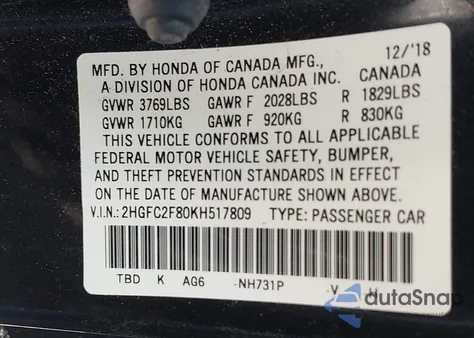 12/'18
MFD. BY HONDA OF CANADA MFG.,
A DIVISION OF HONDA CANADA INC. CANADA
GVWR 3769LBS GAWR F 2028LBS R 1829LBS
GVWR 1710KG GAWR F 920KG R 830KG
THIS VEHICLE CONFORMS TO ALL APPLICABLE
FEDERAL MOTOR VEHICLE SAFETY, BUMPER,
AND THEFT PREVENTION STANDARDS IN EFFECT
ON THE DATE OF MANUFACTURE SHOWN ABOVE.
V.I.N.: 2HGFC2F80KH517809 TYPE: PASSENGER CAR
TBD K AG6 -NH731P -V H
autaSnap